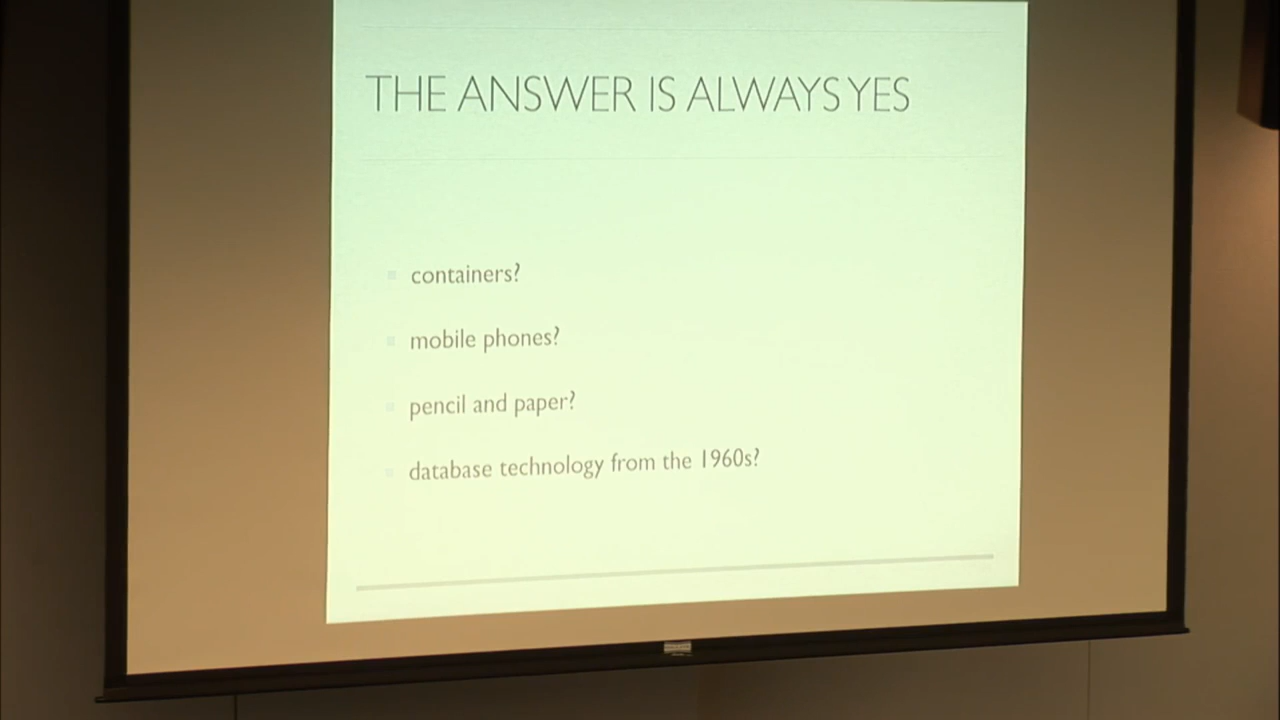 THE ANSWER IS ALWAYS YES
containers?
mobile phones?
pencil and paper?
database technology from the 1960s?